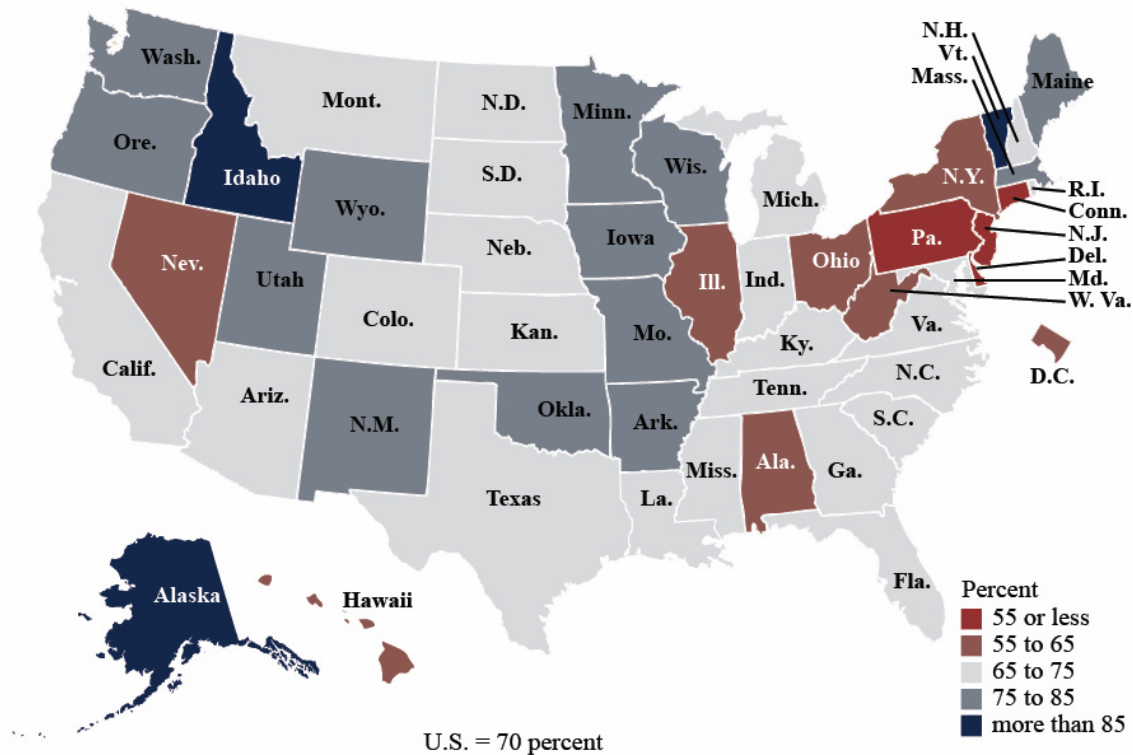 N.H.
Vt.
Mass.
Wash.
Maine
Mont.
N.D.
Minn.
Ore.
Idaho
S.D.
Wis.
N.Y.
Wyo.
Mich.
R.I.
Conn.
Neb.
Iowa
Pa.
N.J.
Nev.
Utah
Ill.
Ind.
Ohio
Del.
Md.
W. Va.
Colo.
Kan.
Mo.
Ky.
Va.
Calif.
D.C.
Ariz.
N.M.
Okla.
Ark.
Tenn.
N.C.
S.C.
Miss.
Ala.
Ga.
Texas
La.
Fla.
Alaska
Hawaii
Percent
55 or less
55 to 65
65 to 75
75 to 85
more than 85
U.S. = 70 percent